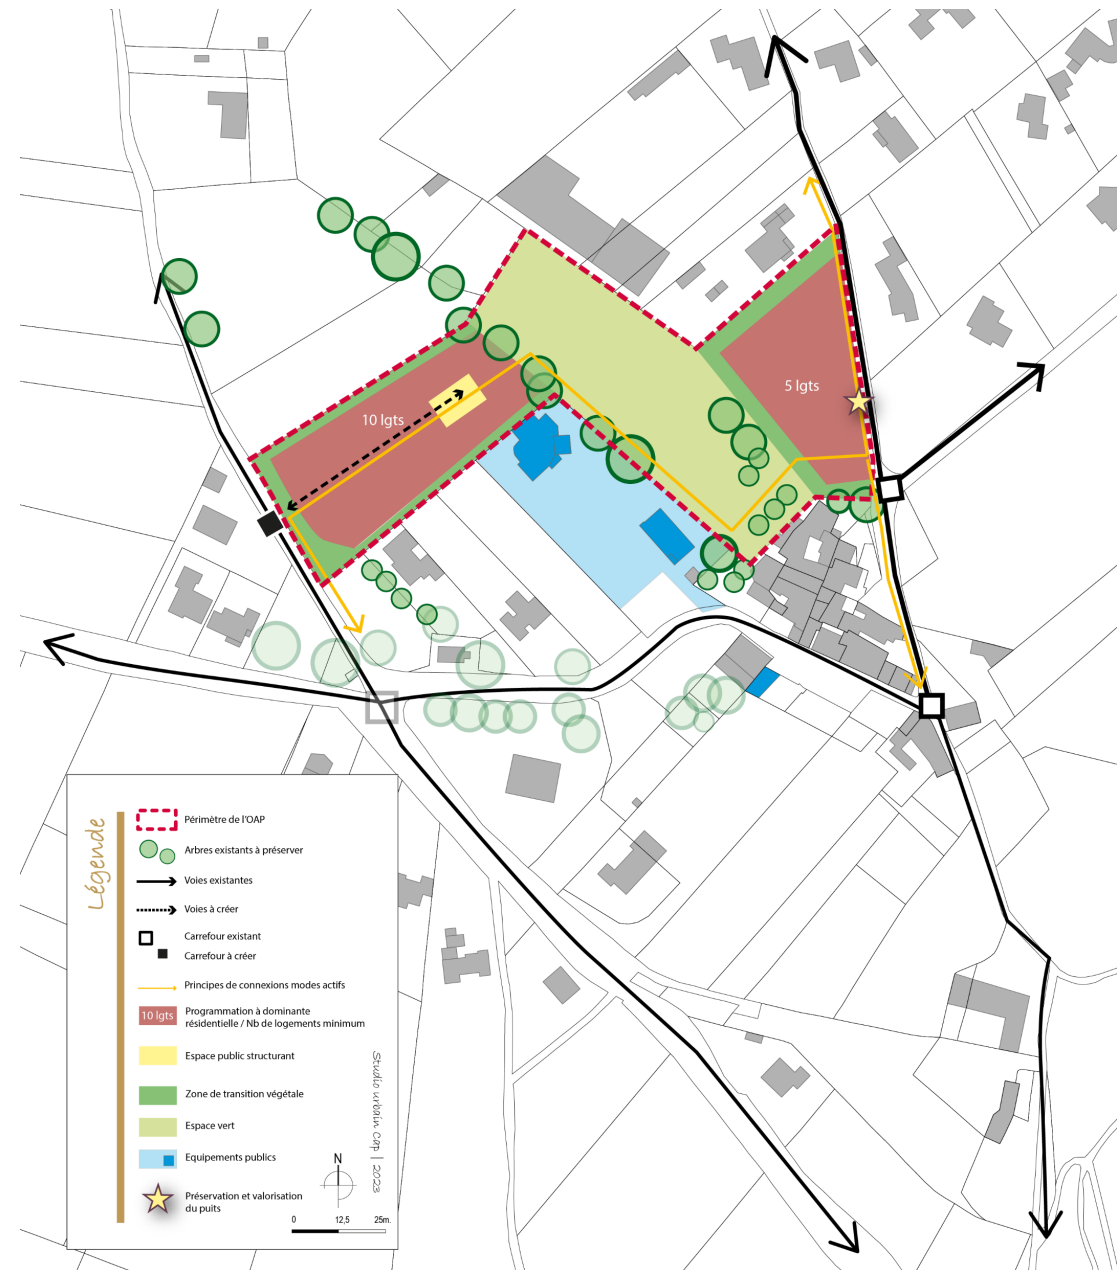 10 lgts
5 lgts
Légende
Périmètre de l'OAP
Arbres existants à préserver
Voies existantes
Voies à créer
Carrefour existant
Carrefour à créer
Principes de connexions modes actifs
10 lgts
Programmation à dominante
résidentielle / Nb de logements minimum
Espace public structurant
Zone de transition végétale
Espace vert
Equipements publics
Préservation et valorisation
du puits
Studio urbain cap | 2023
N
0 12,5 25m.